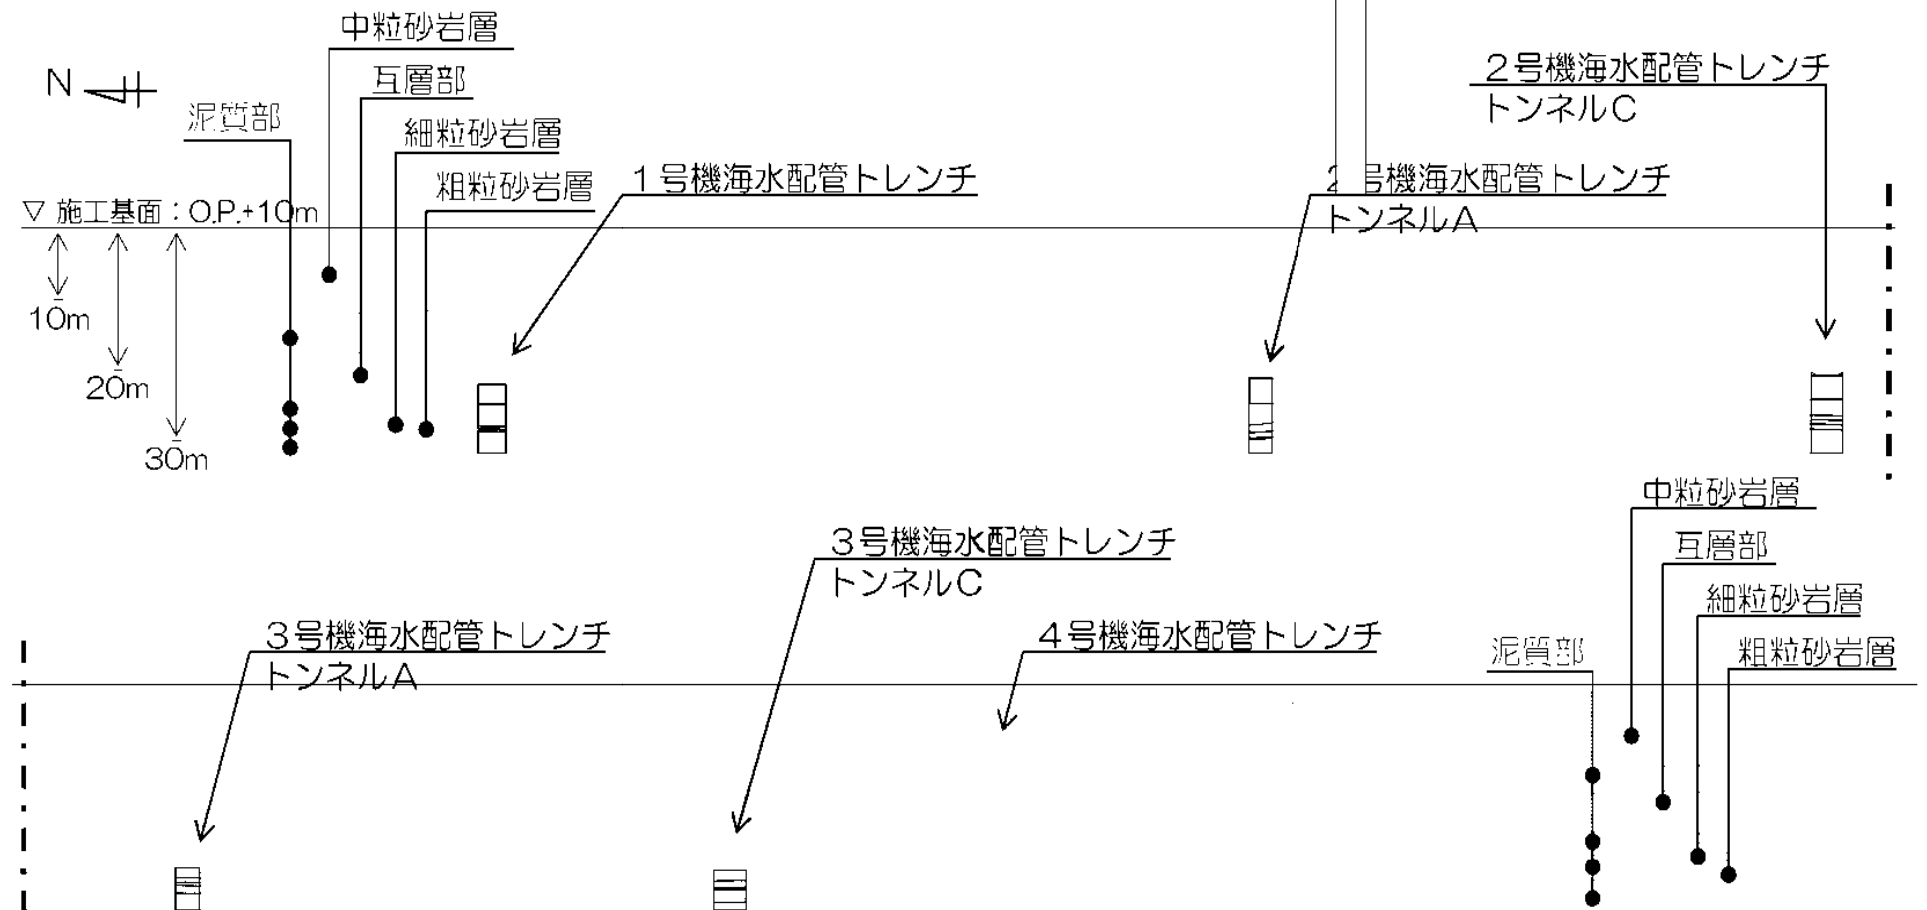 中粒砂岩層
N
互層部
泥質部
細粒砂岩層
粗粒砂岩層
1号機海水配管トレンチ
2号機海水配管トレンチ
トンネルC
2号機海水配管トレンチ
トンネルA
▽ 施工基面：O.P.+10m
10m
20m
30m
中粒砂岩層
互層部
細粒砂岩層
粗粒砂岩層
泥質部
3号機海水配管トレンチ
トンネルC
3号機海水配管トレンチ
トンネルA
4号機海水配管トレンチ